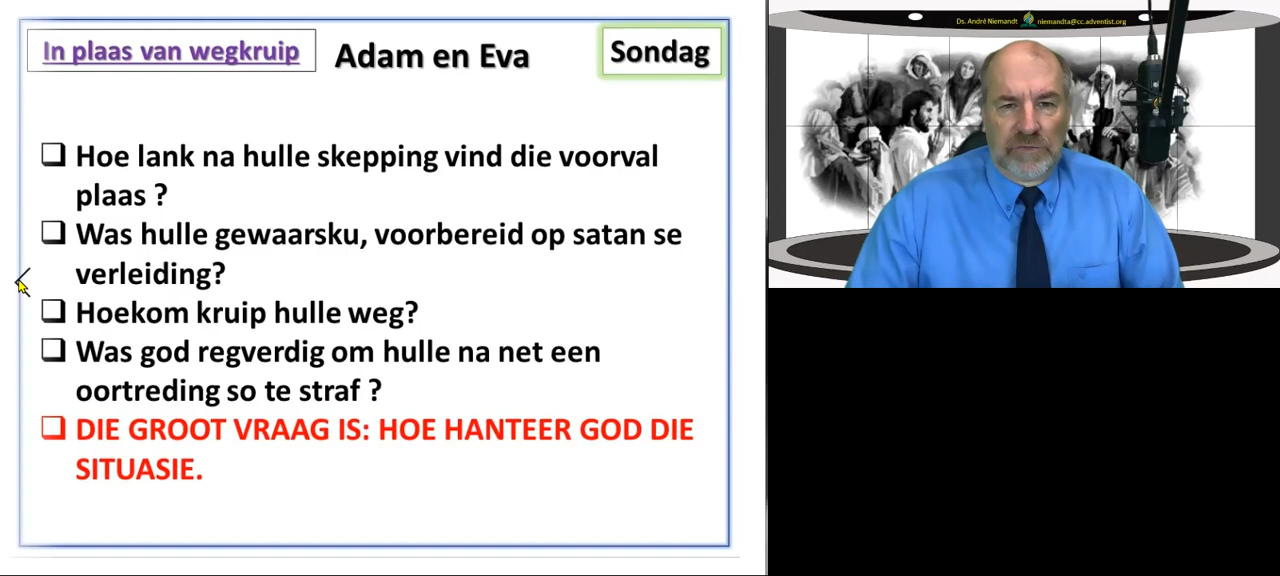 In plaas van wegkruip
Adam en Eva
Sondag
❑ Hoe lank na hulle skepping vind die voorval
plaas ?
❑ Was hulle gewaarsku, voorbereid op satan se
verleiding?
❑ Hoekom kruip hulle weg?
❑ Was god regverdig om hulle na net een
oortreding so te straf ?
❑ DIE GROOT VRAAG IS: HOE HANTEER GOD DIE
SITUASIE.
Ds. André Niemandt niemandta@cc.adventist.org